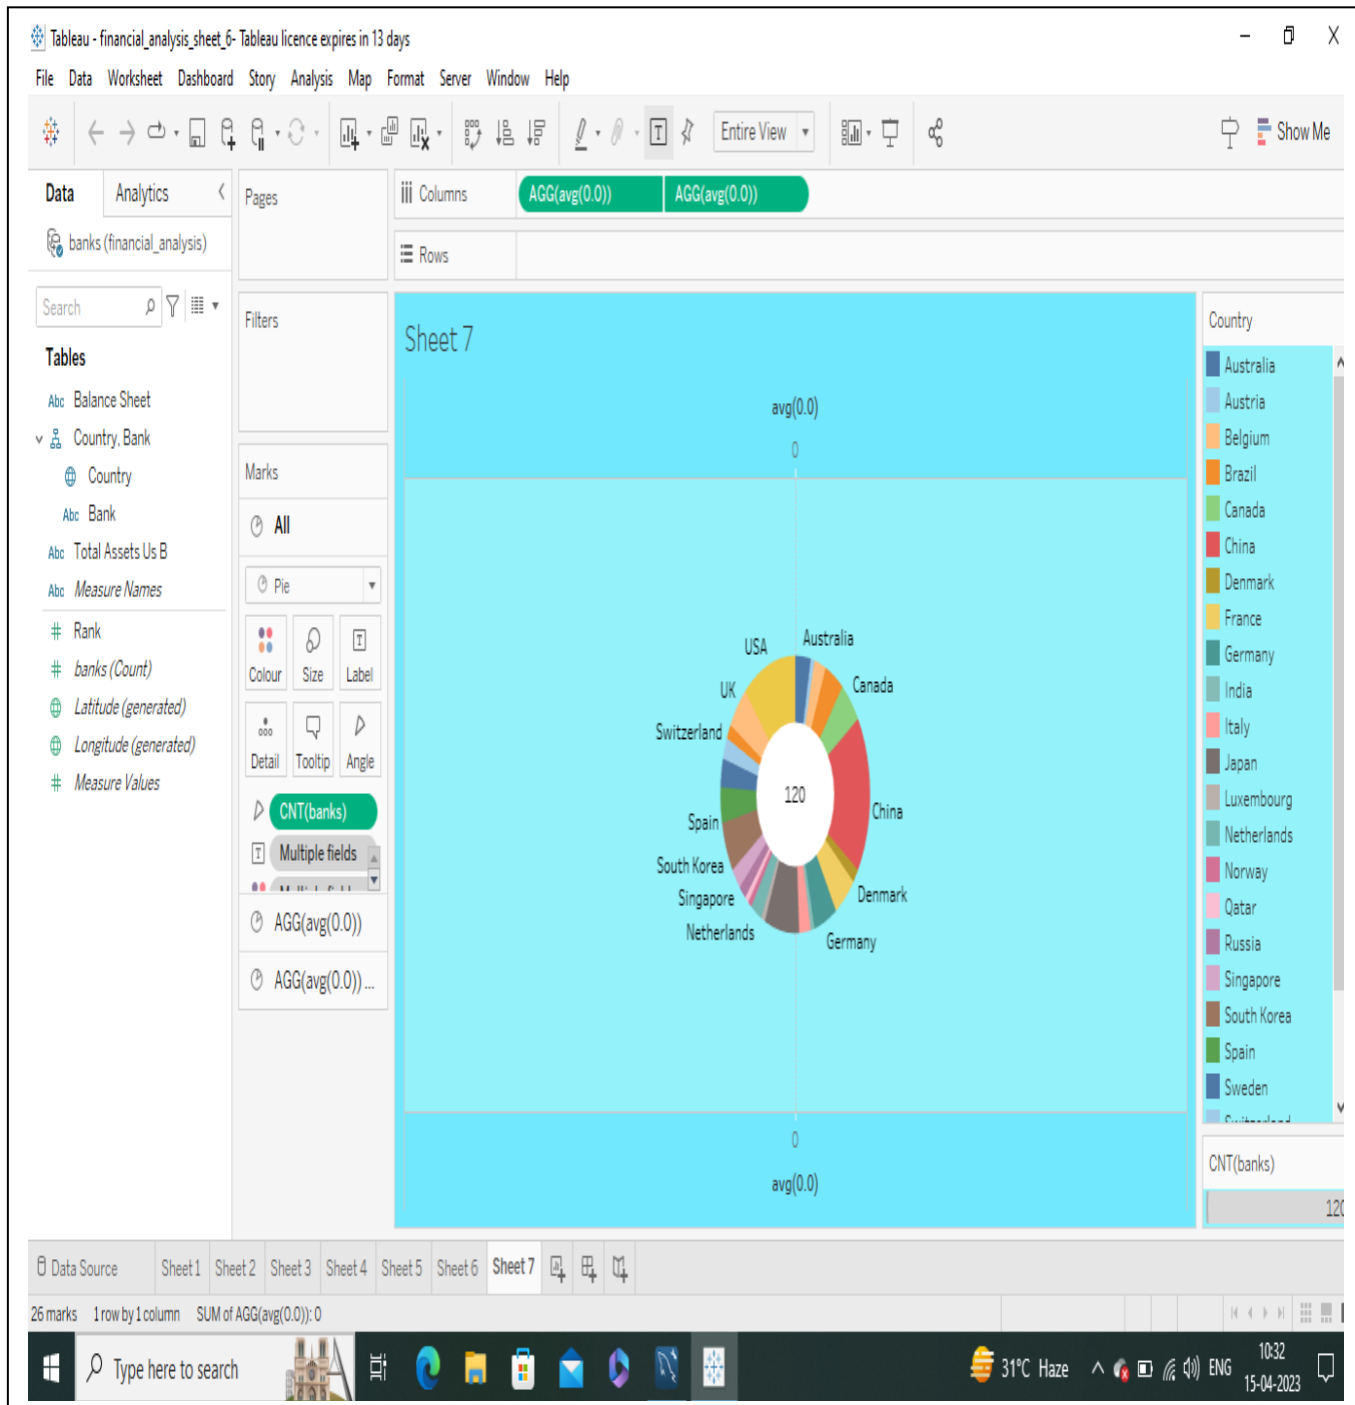 Tableau - financial_analysis_sheet_6- Tableau licence expires in 13 days
File Data Worksheet Dashboard Story Analysis Map Format Server Window Help
Entire View
Show Me
Data Analytics
banks (financial_analysis)
Search
Tables
Abc Balance Sheet
Country, Bank
Country
Abc Bank
Abc Total Assets Us B
Abc Measure Names
# Rank
# banks (Count)
Latitude (generated)
Longitude (generated)
# Measure Values
Pages
Filters
Marks
All
Pie
Colour Size Label
Detail Tooltip Angle
CNT(banks)
Multiple fields
AGG(avg(0.0))
AGG(avg(0.0)) ...
Columns AGG(avg(0.0)) AGG(avg(0.0))
Rows
Sheet 7
avg(0.0)
0
USA
Australia
UK
Canada
Switzerland
120
China
Spain
South Korea
Singapore
Denmark
Netherlands
Germany
0
avg(0.0)
Country
Australia
Austria
Belgium
Brazil
Canada
China
Denmark
France
Germany
India
Italy
Japan
Luxembourg
Netherlands
Norway
Qatar
Russia
Singapore
South Korea
Spain
Sweden
Switzerland
CNT(banks)
120
Data Source Sheet 1 Sheet 2 Sheet 3 Sheet 4 Sheet 5 Sheet 6 Sheet 7
26 marks 1 row by 1 column SUM of AGG(avg(0.0)): 0
Type here to search
31°C Haze
ENG
10:32
15-04-2023